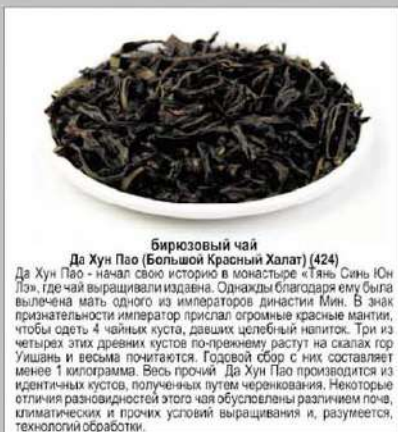 бирюзовый чай
Да Хун Пао (Большой Красный Халат) (424)
Да Хун Пао - начал свою историю в монастыре «Тянь Синь Юн
Лэ», где чай выращивали издавна. Однажды благодаря ему была
вылечена мать одного из императоров династии Мин. В знак
признательности император прислал огромные красные мантии,
чтобы одеть 4 чайных куста, давших целебный напиток. Три из
четырех этих древних кустов по-прежнему растут на скалах гор
Уишань и весьма почитаются. Годовой сбор с них составляет
менее 1 килограмма. Весь прочий Да Хун Пао производится из
идентичных кустов, полученных путем черенкования. Некоторые
отличия разновидностей этого чая обусловлены различием почв,
климатических и прочих условий выращивания и, разумеется,
технологий обработки.